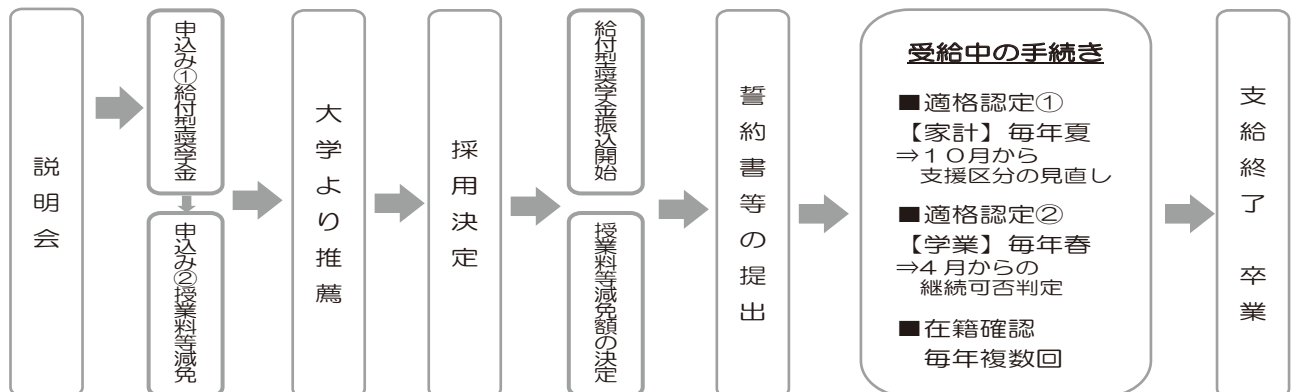 説明会
申込み①給付型奨学金
申込み②授業料等減免
大学より推薦
採用決定
給付型奨学金振込開始
授業料等減免額の決定
誓約書等の提出
受給中の手続き
■適格認定①
【家計】毎年夏
⇒10月から
支援区分の見直し
■適格認定②
【学業】毎年春
⇒4月からの
継続可否判定
■在籍確認
毎年複数回
支給終了 卒業